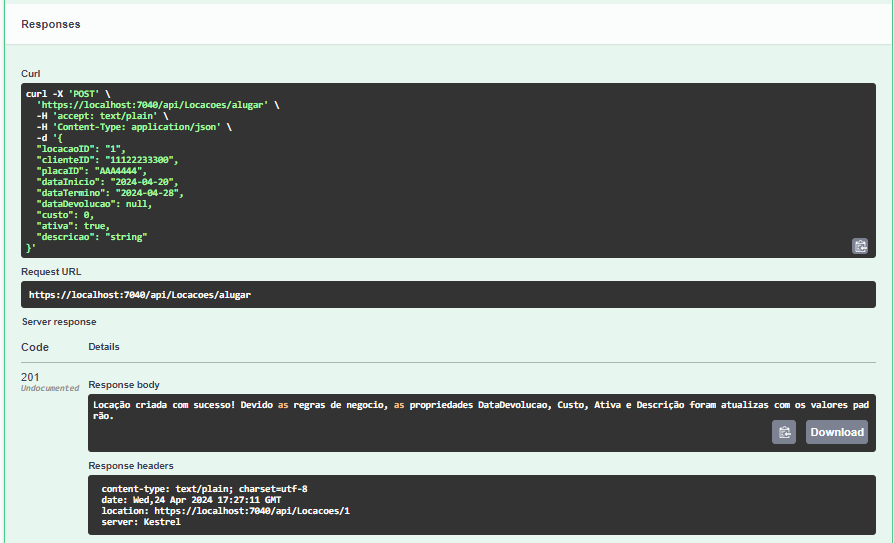 Responses
Curl
curl -X 'POST' \
'https://localhost:7040/api/Locacoes/alugar' \
-H 'accept: text/plain' \
-H 'Content-Type: application/json' \
-d '{
"locacaoID": "1",
"clienteID": "11122233300",
"placaID": "AAA4444",
"dataInicio": "2024-04-20",
"dataTermino": "2024-04-28",
"dataDevolucao": null,
"custo": 0,
"ativa": true,
"descricao": "string"
}'
Request URL
https://localhost:7040/api/Locacoes/alugar
Server response
Code Details
201
Undocumented
Response body
Locação criada com sucesso! Devido as regras de negocio, as propriedades DataDevolucao, Custo, Ativa e Descrição foram atualizas com os valores pad
rão.
Download
Response headers
content-type: text/plain; charset=utf-8
date: Wed,24 Apr 2024 17:27:11 GMT
location: https://localhost:7040/api/Locacoes/1
server: Kestrel